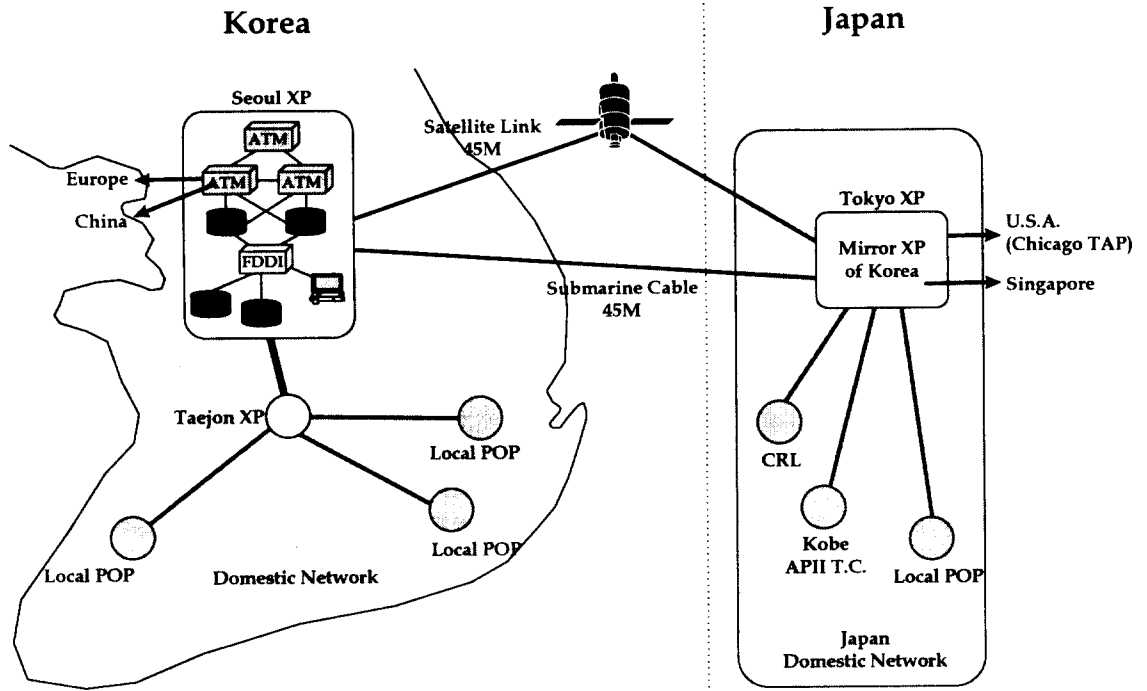 Korea
Japan
Seoul XP
ATM
ATM
ATM
FDDI
Europe
China
Satellite Link
45M
Submarine Cable
45M
Tokyo XP
Mirror XP
of Korea
U.S.A.
(Chicago TAP)
Singapore
Taejon XP
Local POP
Local POP
Local POP
Domestic Network
CRL
Kobe
APII T.C.
Local POP
Japan
Domestic Network